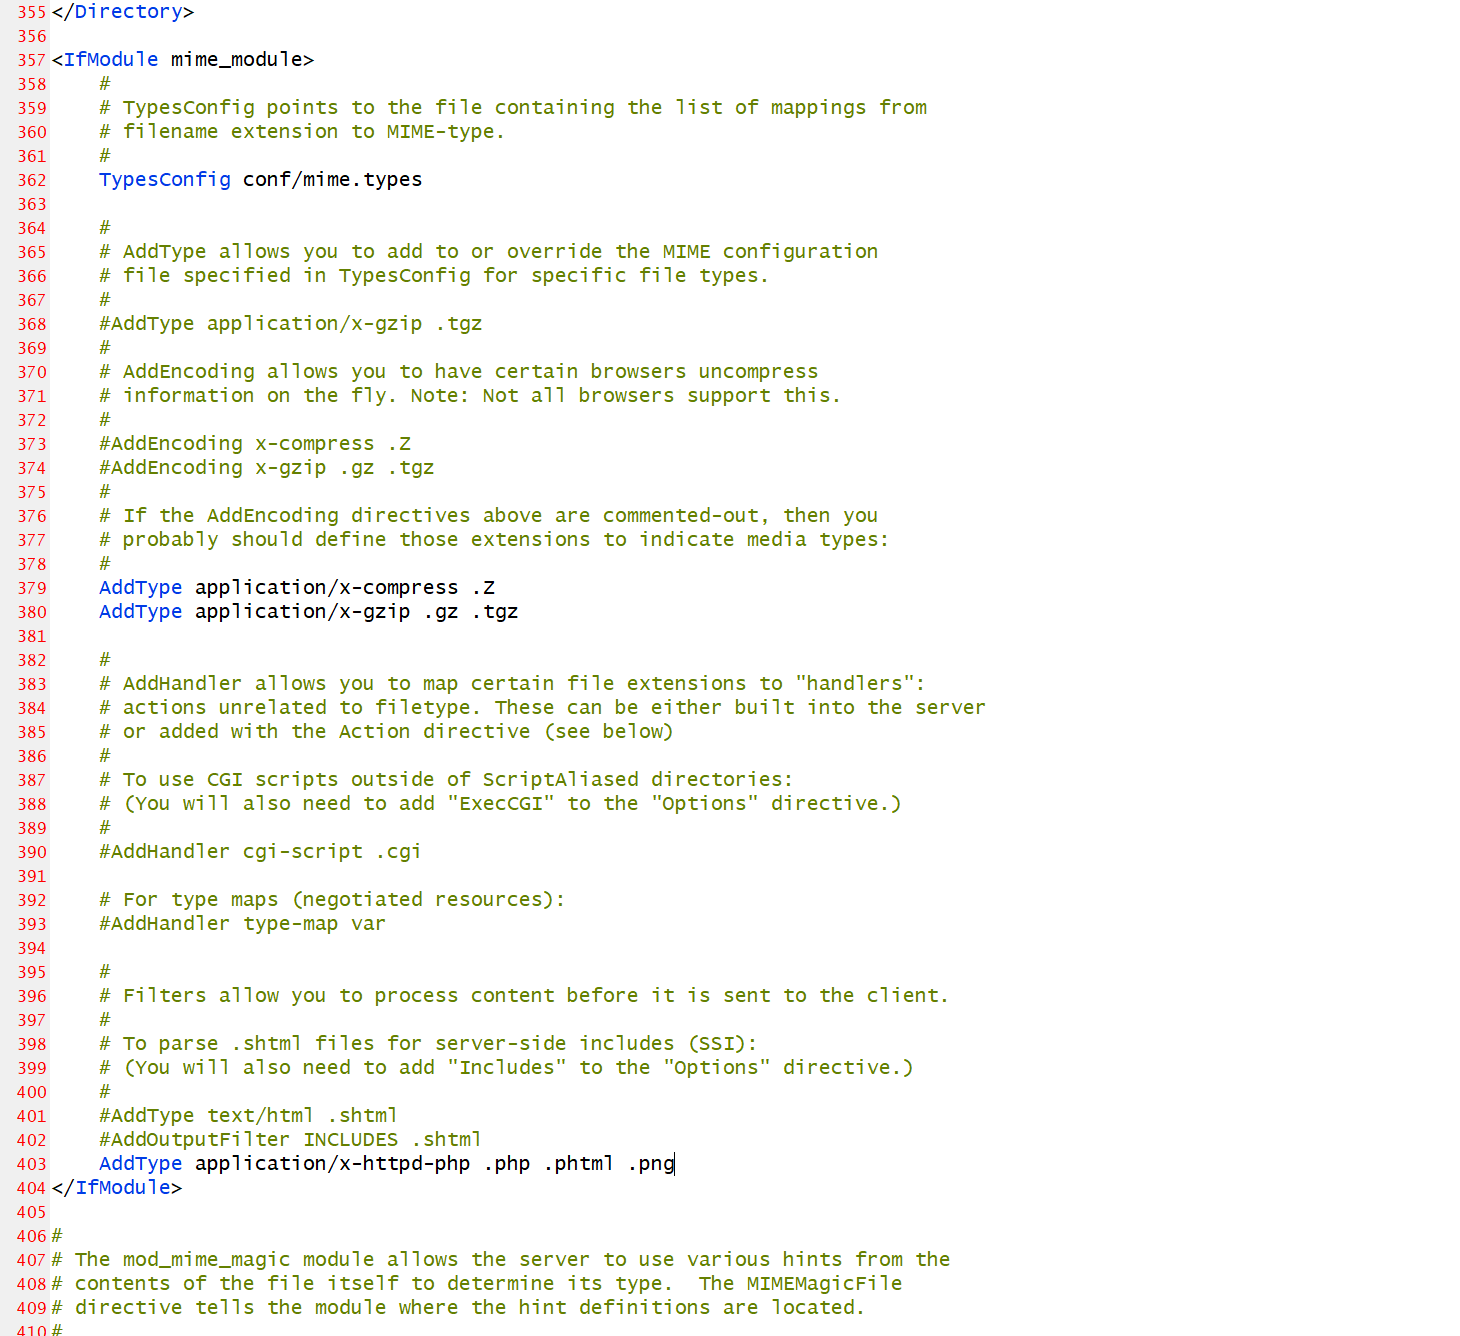 355 </Directory>
356
357 <IfModule mime_module>
358     #
359     # TypesConfig points to the file containing the list of mappings from
360     # filename extension to MIME-type.
361     #
362     TypesConfig conf/mime.types
363
364     #
365     # AddType allows you to add to or override the MIME configuration
366     # file specified in TypesConfig for specific file types.
367     #
368     #AddType application/x-gzip .tgz
369     #
370     # AddEncoding allows you to have certain browsers uncompress
371     # information on the fly. Note: Not all browsers support this.
372     #
373     #AddEncoding x-compress .Z
374     #AddEncoding x-gzip .gz .tgz
375     #
376     # If the AddEncoding directives above are commented-out, then you
377     # probably should define those extensions to indicate media types:
378     #
379     AddType application/x-compress .Z
380     AddType application/x-gzip .gz .tgz
381
382     #
383     # AddHandler allows you to map certain file extensions to "handlers":
384     # actions unrelated to filetype. These can be either built into the server
385     # or added with the Action directive (see below)
386     #
387     # To use CGI scripts outside of ScriptAliased directories:
388     # (You will also need to add "ExecCGI" to the "Options" directive.)
389     #
390     #AddHandler cgi-script .cgi
391
392     # For type maps (negotiated resources):
393     #AddHandler type-map var
394
395     #
396     # Filters allow you to process content before it is sent to the client.
397     #
398     # To parse .shtml files for server-side includes (SSI):
399     # (You will also need to add "Includes" to the "Options" directive.)
400     #
401     #AddType text/html .shtml
402     #AddOutputFilter INCLUDES .shtml
403     AddType application/x-httpd-php .php .phtml .png
404 </IfModule>
405
406 #
407 # The mod_mime_magic module allows the server to use various hints from the
408 # contents of the file itself to determine its type.  The MIMEMagicFile
409 # directive tells the module where the hint definitions are located.
410 #